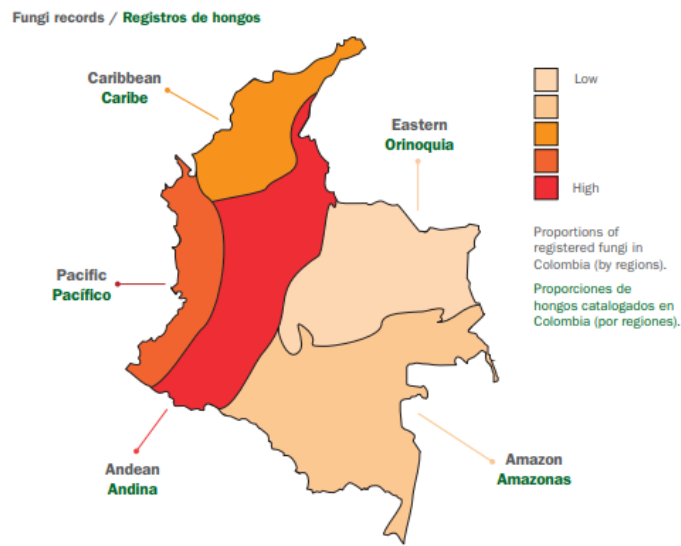 Fungi records / Registros de hongos
Caribbean
Caribe
Eastern
Orinoquia
Low
High
Proportions of
registered fungi in
Colombia (by regions).
Proporciones de
hongos catalogados en
Colombia (por regiones).
Pacific
Pacífico
Andean
Andina
Amazon
Amazonas